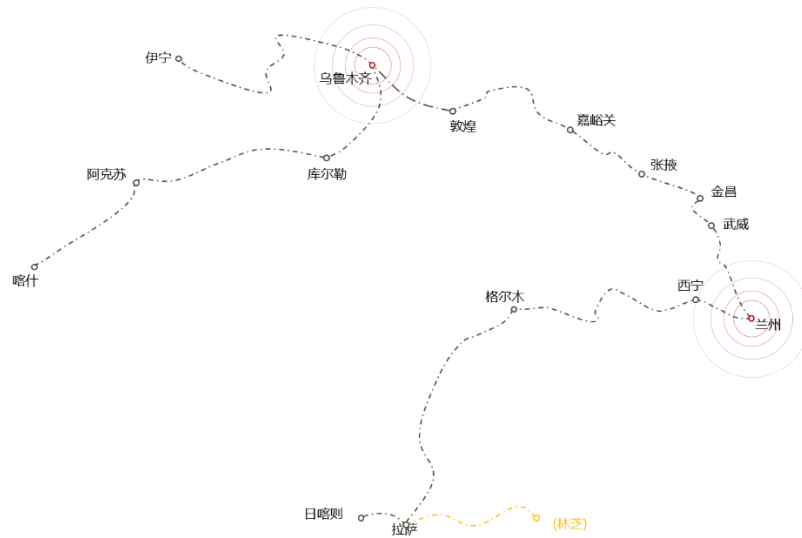 伊宁
乌鲁木齐
敦煌
嘉峪关
阿克苏
库尔勒
张掖
金昌
武威
喀什
西宁
格尔木
兰州
日喀则
拉萨
(林芝)